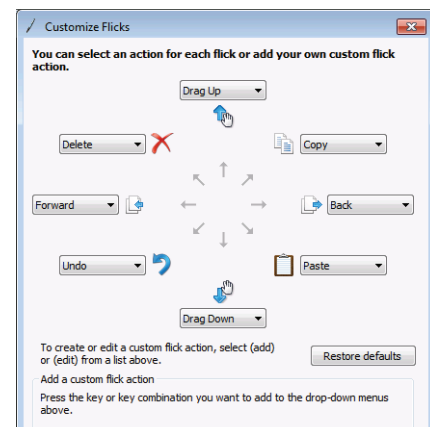 Customize Flicks
You can select an action for each flick or add your own custom flick
action.
Drag Up
Delete
Copy
Forward
Back
Undo
Paste
Drag Down
To create or edit a custom flick action, select (add)
or (edit) from a list above.
Restore defaults
Add a custom flick action
Press the key or key combination you want to add to the drop-down menus
above.